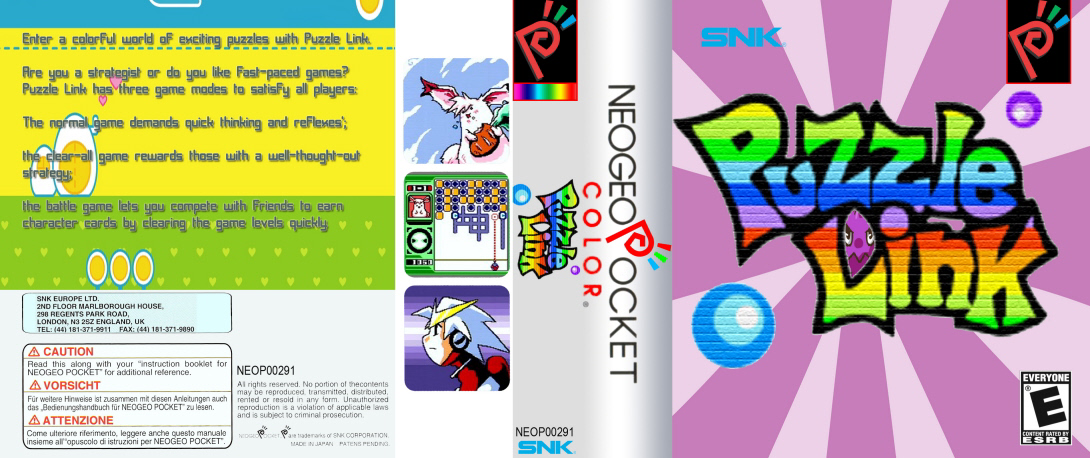 Enter a colorful world of exciting puzzles with Puzzle Link.
Are you a strategist or do you like Fast-paced games?
Puzzle Link has three game modes to satisfy all players:
The normal game demands quick thinking and reflexes';
the clear-all game rewards those with a well-thought-out
strategy;
the battle game lets you compete with Friends to earn
character cards by clearing the game levels quickly.
SNK EUROPE LTD.
2ND FLOOR MARLBOROUGH HOUSE,
298 REGENTS PARK ROAD,
LONDON, N3 2SZ ENGLAND, UK
TEL: (44) 181-371-9911 FAX: (44) 181-371-9890
CAUTION
Read this along with your "instruction booklet for
NEOGEO POCKET" for additional reference.
VORSICHT
Für weitere Hinweise ist zusammen mit diesen Anleitungen auch
das „Bedienungshandbuch für NEOGEO POCKET" zu lesen.
ATTENZIONE
Come ulteriore riferimento, leggere anche questo manuale
insieme all'"opuscolo di istruzioni per NEOGEO POCKET".
NEOP00291
All rights reserved. No portion of thecontents
may be reproduced, transmitted, distributed,
rented or resold in any form. Unauthorized
reproduction is a violation of applicable laws
and is subject to criminal prosecution.
NEOGEO POCKET are trademarks of SNK CORPORATION.
MADE IN JAPAN PATENS PENDING.
NEOGEO POCKET
COLOR®
Puzzle
Link
NEOP00291
SNK
SNK®
Puzzle
Link
EVERYONE
E
CONTENT RATED BY
ESRB